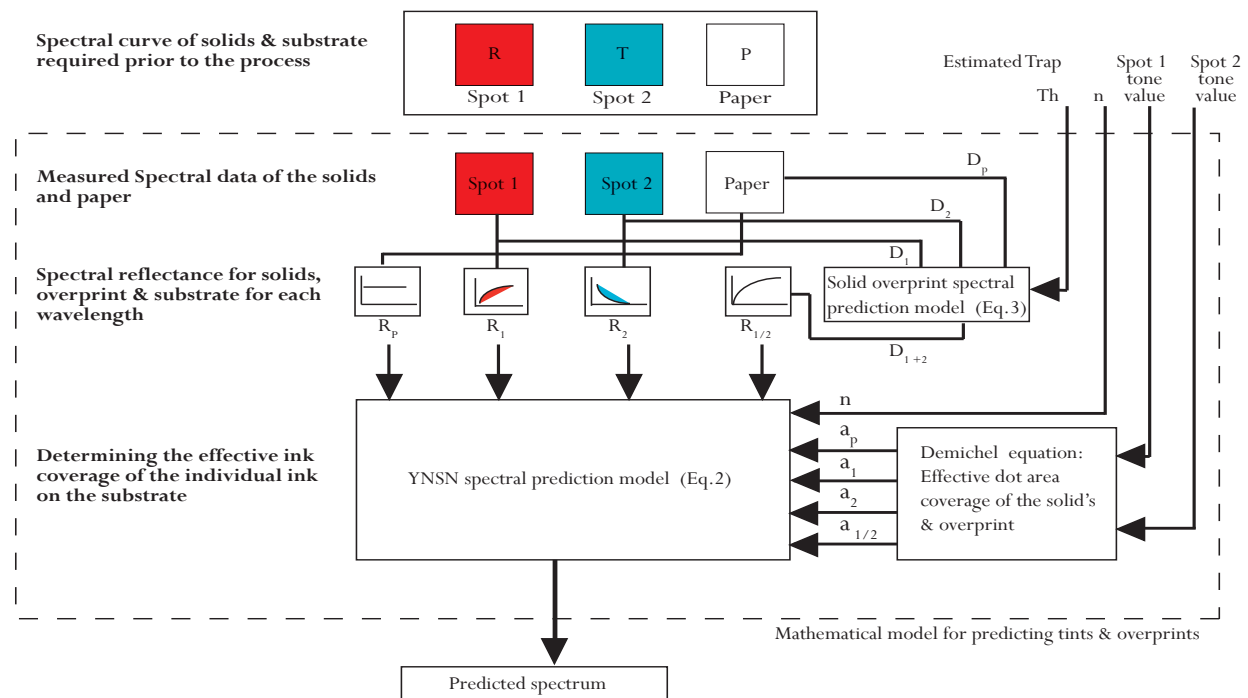 Spectral curve of solids & substrate
required prior to the process
R
T
P
Spot 1
Spot 2
Paper
Estimated Trap
Th
n
Spot 1
tone
value
Spot 2
tone
value
Measured Spectral data of the solids
and paper
Spot 1
Spot 2
Paper
Dp
D2
D1
Spectral reflectance for solids,
overprint & substrate for each
wavelength
RP
R1
R2
R1/2
Solid overprint spectral
prediction model (Eq.3)
D1+2
Determining the effective ink
coverage of the individual ink
on the substrate
YNSN spectral prediction model (Eq.2)
n
ap
a1
a2
a1/2
Demichel equation:
Effective dot area
coverage of the solid's
& overprint
Mathematical model for predicting tints & overprints
Predicted spectrum